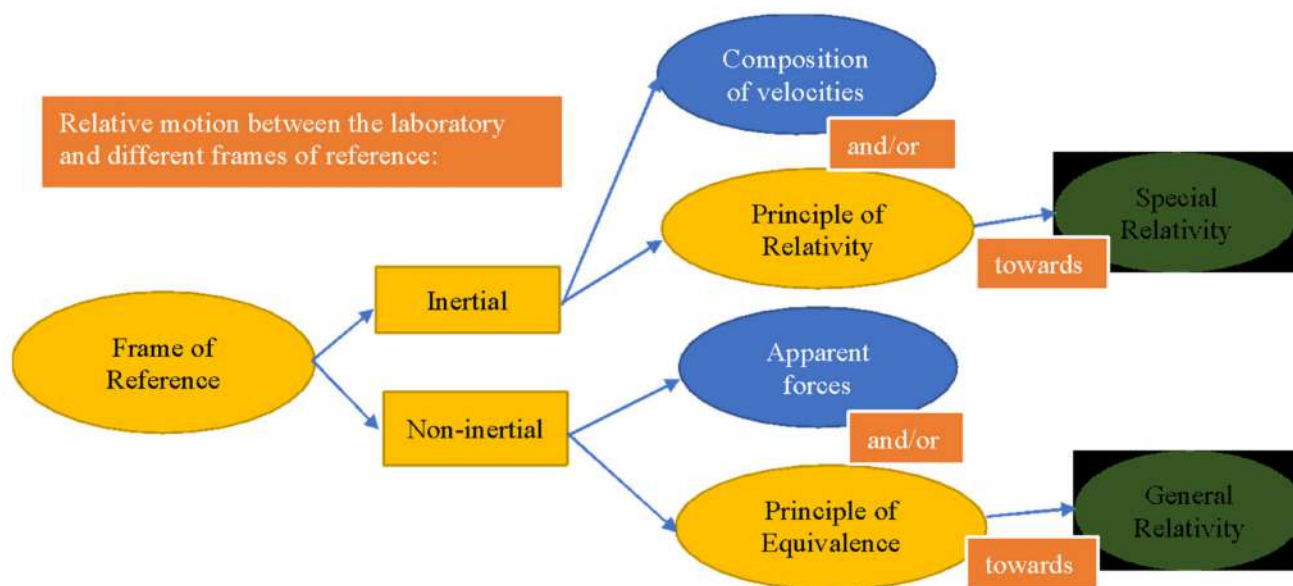 Composition
of velocities
Relative motion between the laboratory
and different frames of reference:
and/or
Principle of
Relativity
Special
Relativity
towards
Inertial
Frame of
Reference
Apparent
forces
Non-inertial
and/or
Principle of
Equivalence
General
Relativity
towards